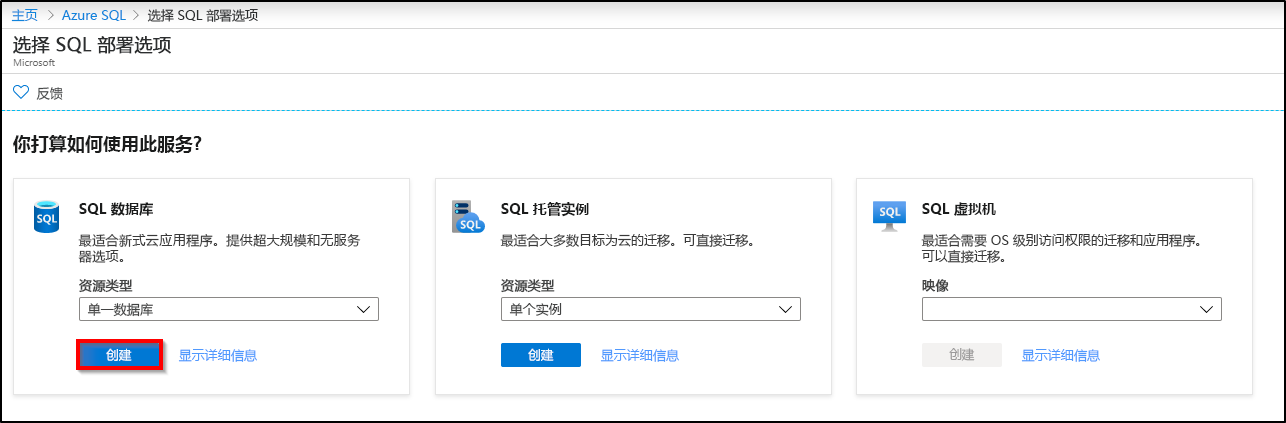 主页 > Azure SQL > 选择 SQL 部署选项
选择 SQL 部署选项
Microsoft
反馈
你打算如何使用此服务?
SQL
SQL 数据库
最适合新式云应用程序。提供超大规模和无服务
器选项。
资源类型
单一数据库
创建
显示详细信息
SQL
SQL 托管实例
最适合大多数目标为云的迁移。可直接迁移。
资源类型
单个实例
创建
显示详细信息
SQL
SQL 虚拟机
最适合需要 OS 级别访问权限的迁移和应用程序。
可以直接迁移。
映像
创建
显示详细信息